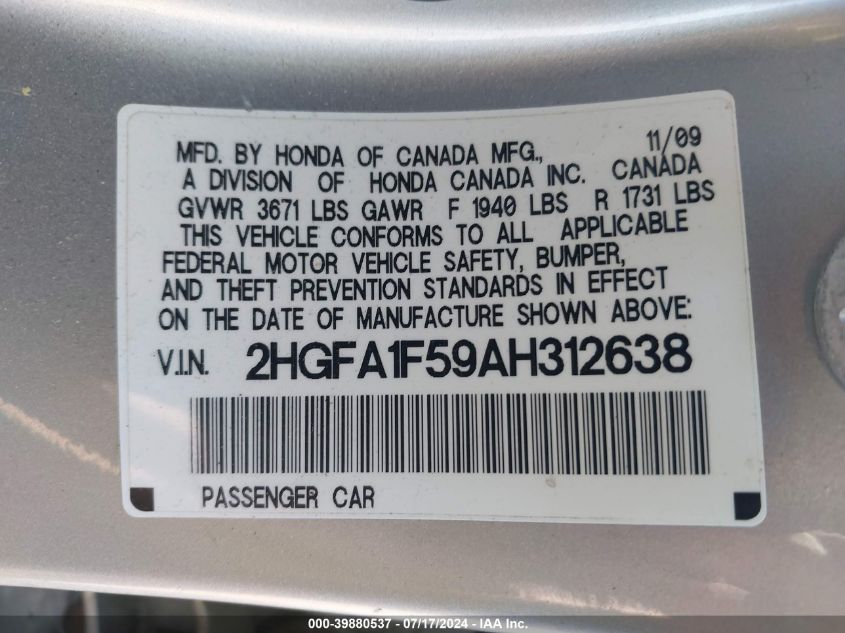 11/09
MFD. BY HONDA OF CANADA MFG.,
A DIVISION OF HONDA CANADA INC. CANADA
GVWR 3671 LBS GAWR F 1940 LBS R 1731 LBS
THIS VEHICLE CONFORMS TO ALL APPLICABLE
FEDERAL MOTOR VEHICLE SAFETY, BUMPER,
AND THEFT PREVENTION STANDARDS IN EFFECT
ON THE DATE OF MANUFACTURE SHOWN ABOVE:
V.I.N. 2HGFA1F59AH312638
PASSENGER CAR
000-39880537 - 07/17/2024 - IAA Inc.